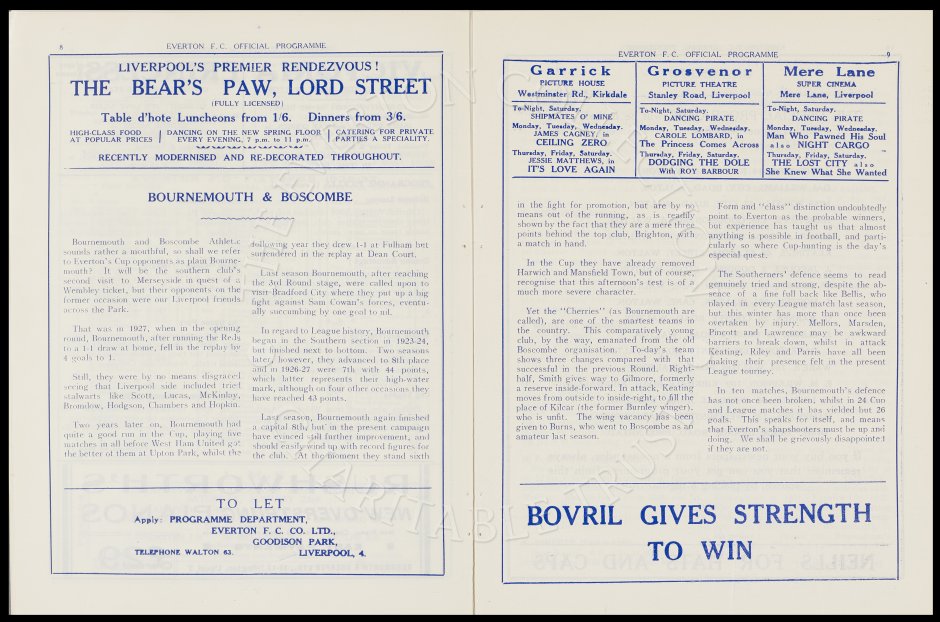 8
EVERTON F.C. OFFICIAL PROGRAMME
LIVERPOOL'S PREMIER RENDEZVOUS!
THE BEAR'S PAW, LORD STREET
(FULLY LICENSED)
Table d'hote Luncheons from 1/6. Dinners from 3/6.
HIGH-CLASS FOOD
AT POPULAR PRICES
DANCING ON THE NEW SPRING FLOOR
EVERY EVENING, 7 p.m. to 11 p.m.
CATERING FOR PRIVATE
PARTIES A SPECIALITY.
RECENTLY MODERNISED AND RE-DECORATED THROUGHOUT.
BOURNEMOUTH & BOSCOMBE
Bournemouth and Boscombe Athletic
sounds rather a mouthful, so shall we refer
to Everton's Cup opponents as plain Bourne-
mouth? It will be the southern club's
second visit to Merseyside in quest of a
Wembley ticket, but their opponents on the
former occasion were our Liverpool friends
across the Park.
That was in 1927, when in the opening
round, Bournemouth, after running the Reds
to a 1-1 draw at home, fell in the replay by
4 goals to 1.
Still, they were by no means disgraced
seeing that Liverpool side included tried
stalwarts like Scott, Lucas, McKinlay,
Bromilow, Hodgson, Chambers and Hopkin.
Two years later on, Bournemouth had
quite a good run in the Cup, playing five
matches in all before West Ham United got
the better of them at Upton Park, whilst the
following year they drew 1-1 at Fulham but
surrendered in the replay at Dean Court.
Last season Bournemouth, after reaching
the 3rd Round stage, were called upon to
visit Bradford City where they put up a big
fight against Sam Cowan's forces, eventu-
ally succumbing by one goal to nil.
In regard to League history, Bournemouth
began in the Southern section in 1923-24,
but finished next to bottom. Two seasons
later, however, they advanced to 8th place
and in 1926-27 were 7th with 44 points,
which latter represents their high-water
mark, although on four other occasions they
have reached 43 points.
Last season, Bournemouth again finished
a capital 8th, but in the present campaign
have evinced still further improvement, and
should easily wind up with record figures for
the club. At the moment they stand sixth
TO LET
Apply: PROGRAMME DEPARTMENT,
EVERTON F. C. CO. LTD.,
GOODISON PARK,
TELEPHONE WALTON 63. LIVERPOOL, 4.
EVERTON F.C. OFFICIAL PROGRAMME
9
Garrick
PICTURE HOUSE
Westminster Rd., Kirkdale
To-Night, Saturday.
SHIPMATES O' MINE
Monday, Tuesday, Wednesday.
JAMES CAGNEY in
CEILING ZERO
Thursday, Friday, Saturday.
JESSIE MATTHEWS, in
IT'S LOVE AGAIN
Grosvenor
PICTURE THEATRE
Stanley Road, Liverpool
To-Night, Saturday.
DANCING PIRATE
Monday, Tuesday, Wednesday.
CAROLE LOMBARD, in
The Princess Comes Across
Thursday, Friday, Saturday.
DODGING THE DOLE
With ROY BARBOUR
Mere Lane
SUPER CINEMA
Mere Lane, Liverpool
To-Night, Saturday.
DANCING PIRATE
Monday, Tuesday, Wednesday.
Man Who Pawned His Soul
also NIGHT CARGO
Thursday, Friday, Saturday.
THE LOST CITY also
She Knew What She Wanted
in the fight for promotion, but are by no
means out of the running, as is readily
shown by the fact that they are a mere three
points behind the top club, Brighton, with
a match in hand.
In the Cup they have already removed
Harwich and Mansfield Town, but of course,
recognise that this afternoon's test is of a
much more severe character.
Yet the "Cherries" (as Bournemouth are
called), are one of the smartest teams in
the country. This comparatively young
club, by the way, emanated from the old
Boscombe organisation. To-day's team
shows three changes compared with that
successful in the previous Round. Right-
half, Smith gives way to Gilmore, formerly
a reserve inside-forward. In attack, Keating
moves from outside to inside-right, to fill the
place of Kilcar (the former Burnley winger),
who is unfit. The wing vacancy has been
given to Burns, who went to Boscombe as an
amateur last season.
Form and "class" distinction undoubtedly
point to Everton as the probable winners,
but experience has taught us that almost
anything is possible in football, and parti-
cularly so where Cup-hunting is the day's
especial quest.
The Southerners' defence seems to read
genuinely tried and strong, despite the ab-
sence of a fine full back like Bellis, who
played in every League match last season,
but this winter has more than once been
overtaken by injury. Mellors, Marsden,
Pincott and Lawrence may be awkward
barriers to break down, whilst in attack
Keating, Riley and Parris have all been
making their presence felt in the present
League tourney.
In ten matches, Bournemouth's defence
has not once been broken, whilst in 24 Cup
and League matches it has yielded but 26
goals. This speaks for itself, and means
that Everton's shapshooters must be up and
doing. We shall be grievously disappointed
if they are not.
BOVRIL GIVES STRENGTH
TO WIN